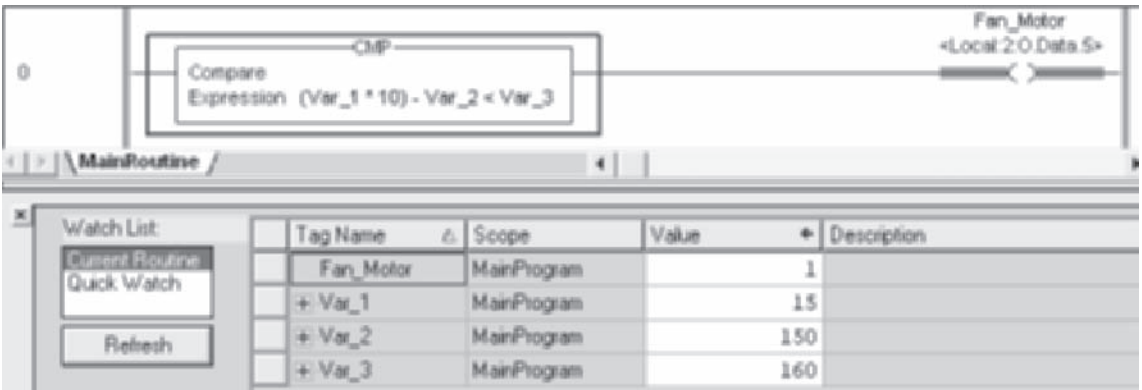 Fan_Motor
<Local:2:O.Data.5>
CMP
0
Compare
Expression (Var_1 * 10) - Var_2 < Var_3
MainRoutine
Watch List:
Current Routine
Quick Watch
Refresh
Tag Name Scope Value Description
Fan_Motor MainProgram 1
+ Var_1 MainProgram 15
+ Var_2 MainProgram 150
+ Var_3 MainProgram 160